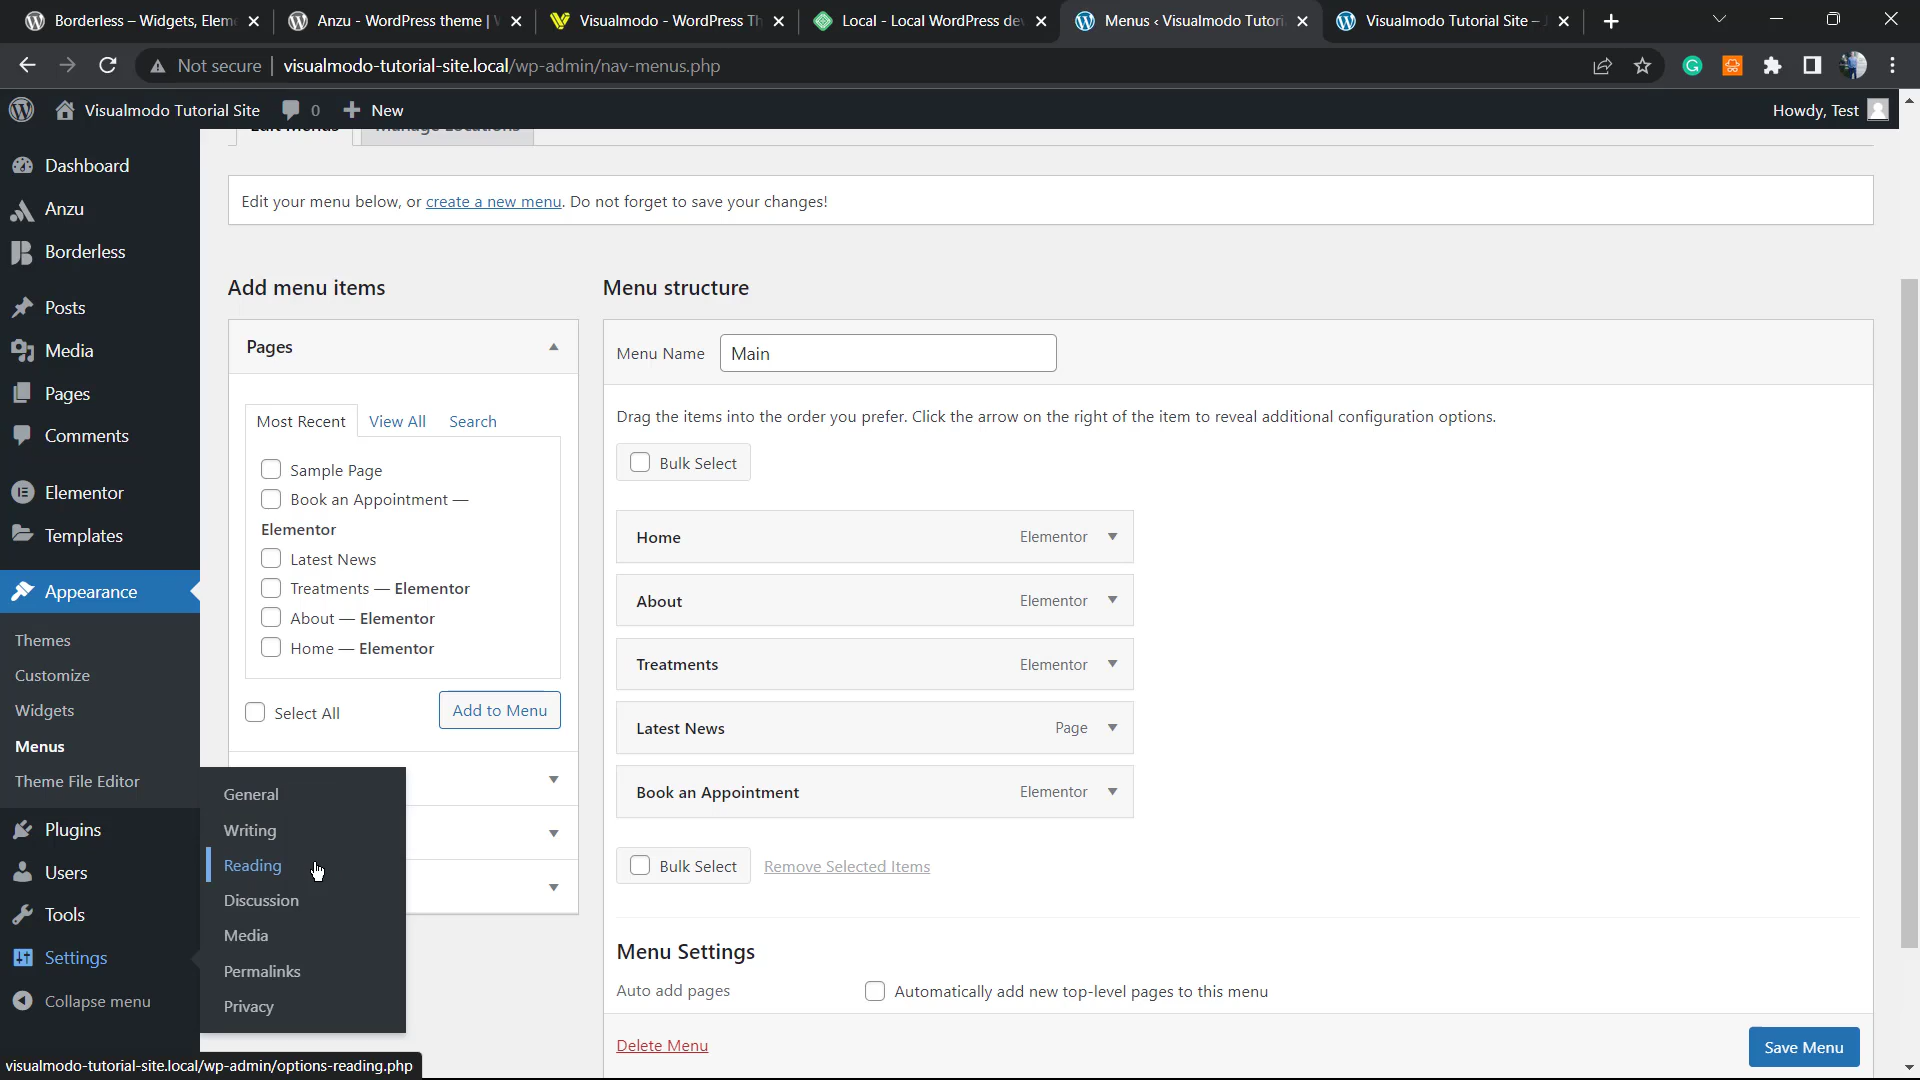 Borderless – Widgets, Elem
Anzu - WordPress theme |
Visualmodo - WordPress Th
Local - Local WordPress de
Menus ‹ Visualmodo Tutori
Visualmodo Tutorial Site –
Not secure
visualmodo-tutorial-site.local/wp-admin/nav-menus.php
Visualmodo Tutorial Site
0
New
Howdy, Test
Edit Menus
Manage Locations
Dashboard
Anzu
Borderless
Posts
Media
Pages
Comments
Elementor
Templates
Appearance
Themes
Customize
Widgets
Menus
Theme File Editor
Plugins
Users
Tools
Settings
Collapse menu
General
Writing
Reading
Discussion
Media
Permalinks
Privacy
Edit your menu below, or create a new menu. Do not forget to save your changes!
Add menu items
Pages
Most Recent
View All
Search
Sample Page
Book an Appointment —
Elementor
Latest News
Treatments — Elementor
About — Elementor
Home — Elementor
Select All
Add to Menu
Menu structure
Menu Name
Main
Drag the items into the order you prefer. Click the arrow on the right of the item to reveal additional configuration options.
Bulk Select
Home
Elementor
About
Elementor
Treatments
Elementor
Latest News
Page
Book an Appointment
Elementor
Bulk Select
Remove Selected Items
Menu Settings
Auto add pages
Automatically add new top-level pages to this menu
Delete Menu
Save Menu
visualmodo-tutorial-site.local/wp-admin/options-reading.php